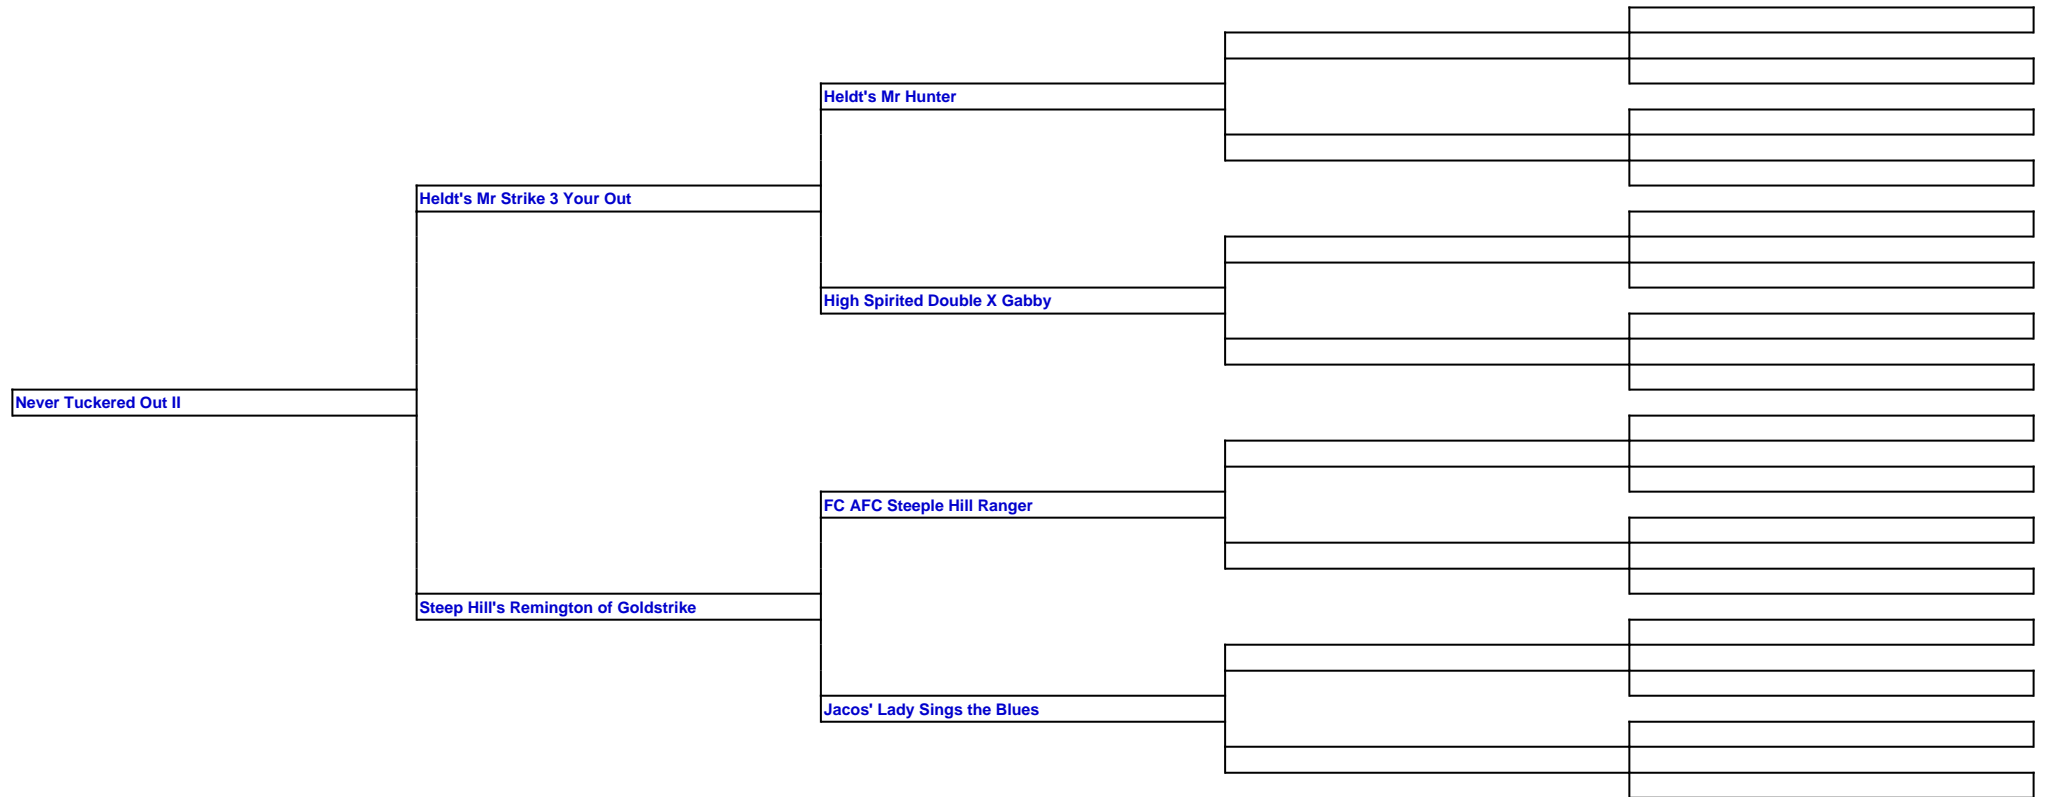 Heldt's Mr Hunter
Heldt's Mr Strike 3 Your Out
High Spirited Double X Gabby
Never Tuckered Out II
FC AFC Steeple Hill Ranger
Steep Hill's Remington of Goldstrike
Jacos' Lady Sings the Blues